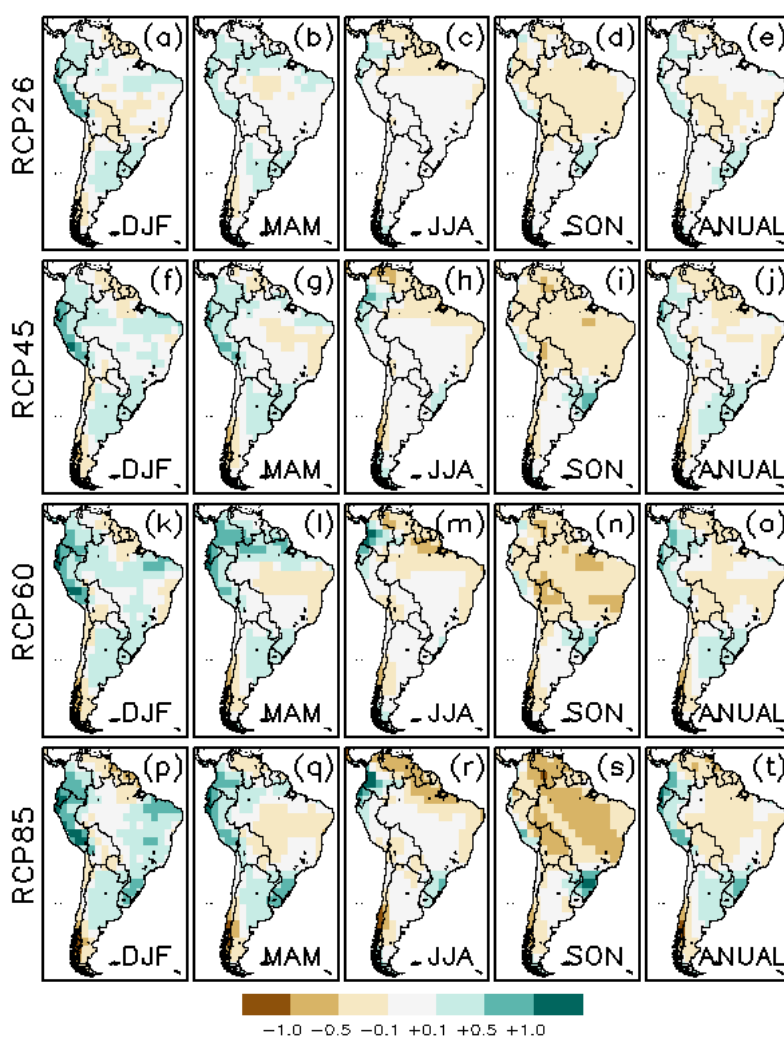 RCP26
(a) (b) (c) (d) (e)
DJF MAM JJA SON ANUAL
RCP45
(f) (g) (h) (i) (j)
DJF MAM JJA SON ANUAL
RCP60
(k) (l) (m) (n) (a)
DJF MAM JJA SON ANUAL
RCP85
(p) (q) (r) (s) (t)
DJF MAM JJA SON ANUAL
−1.0 −0.5 −0.1 +0.1 +0.5 +1.0